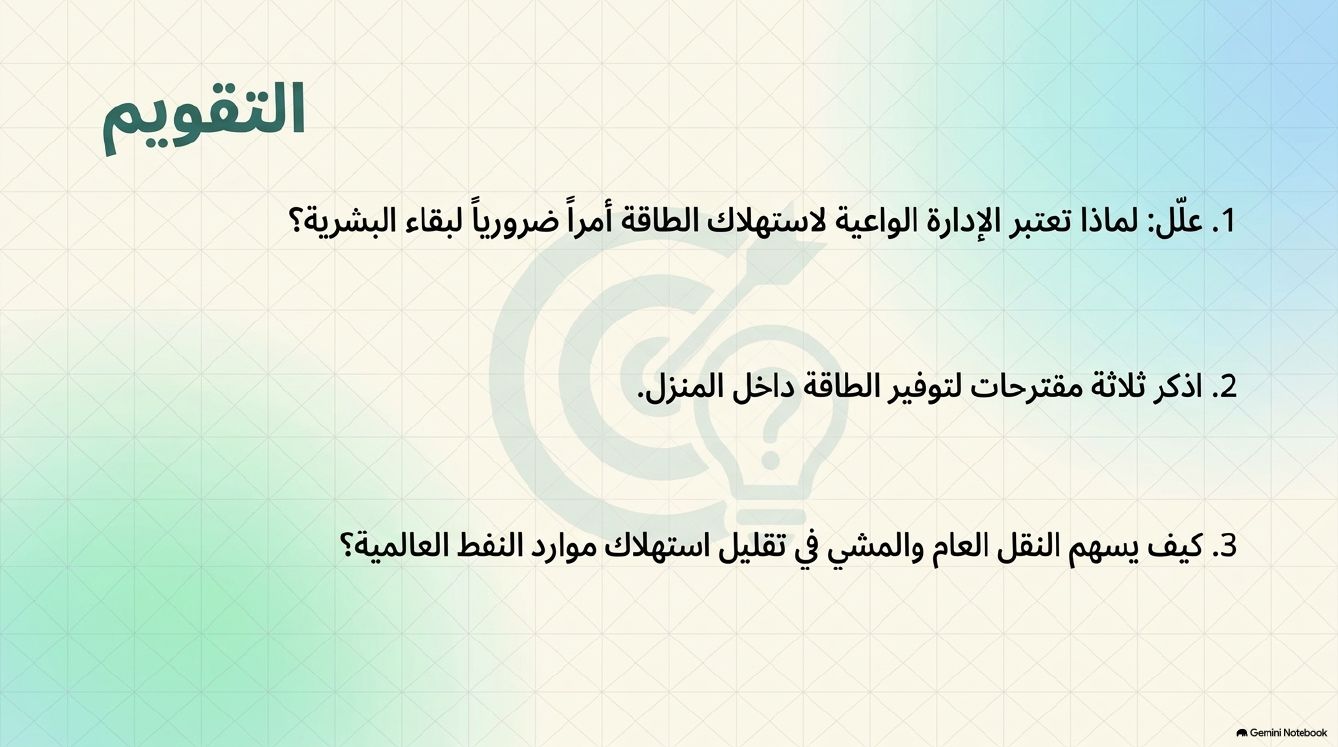 التقويم
1. علّل: لماذا تعتبر الإدارة الواعية لاستهلاك الطاقة أمراً ضرورياً لبقاء البشرية؟
2. اذكر ثلاثة مقترحات لتوفير الطاقة داخل المنزل.
3. كيف يسهم النقل العام والمشي في تقليل استهلاك موارد النفط العالمية؟
Gemini Notebook